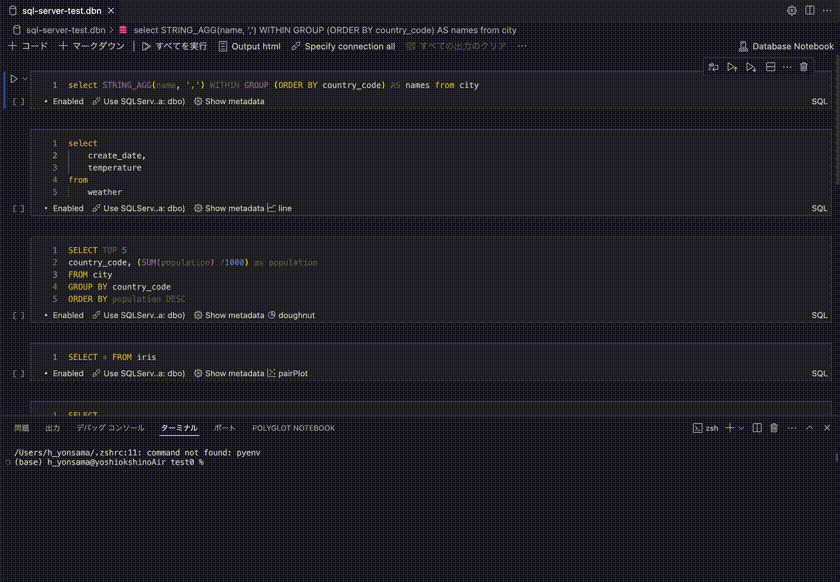 sql-server-test.dbn
sql-server-test.dbn > select STRING_AGG(name, ',') WITHIN GROUP (ORDER BY country_code) AS names from city
+ コード + マークダウン すべてを実行 Output html Specify connection all すべての出力のクリア ...
Database Notebook
1 select STRING_AGG(name, ',') WITHIN GROUP (ORDER BY country_code) AS names from city
[ ] • Enabled Use SQLServ...a: dbo) Show metadata SQL
1 select
2 create_date,
3 temperature
4 from
5 weather
[ ] • Enabled Use SQLServ...a: dbo) Show metadata line SQL
1 SELECT TOP 5
2 country_code, (SUM(population) /1000) as population
3 FROM city
4 GROUP BY country_code
5 ORDER BY population DESC
[ ] • Enabled Use SQLServ...a: dbo) Show metadata doughnut SQL
1 SELECT * FROM iris
[ ] • Enabled Use SQLServ...a: dbo) Show metadata pairPlot SQL
1 SELECT
問題 出力 デバッグ コンソール ターミナル ポート POLYGLOT NOTEBOOK zsh
/Users/h_yonsama/.zshrc:11: command not found: pyenv
(base) h_yonsama@yoshiokshinoAir test0 %